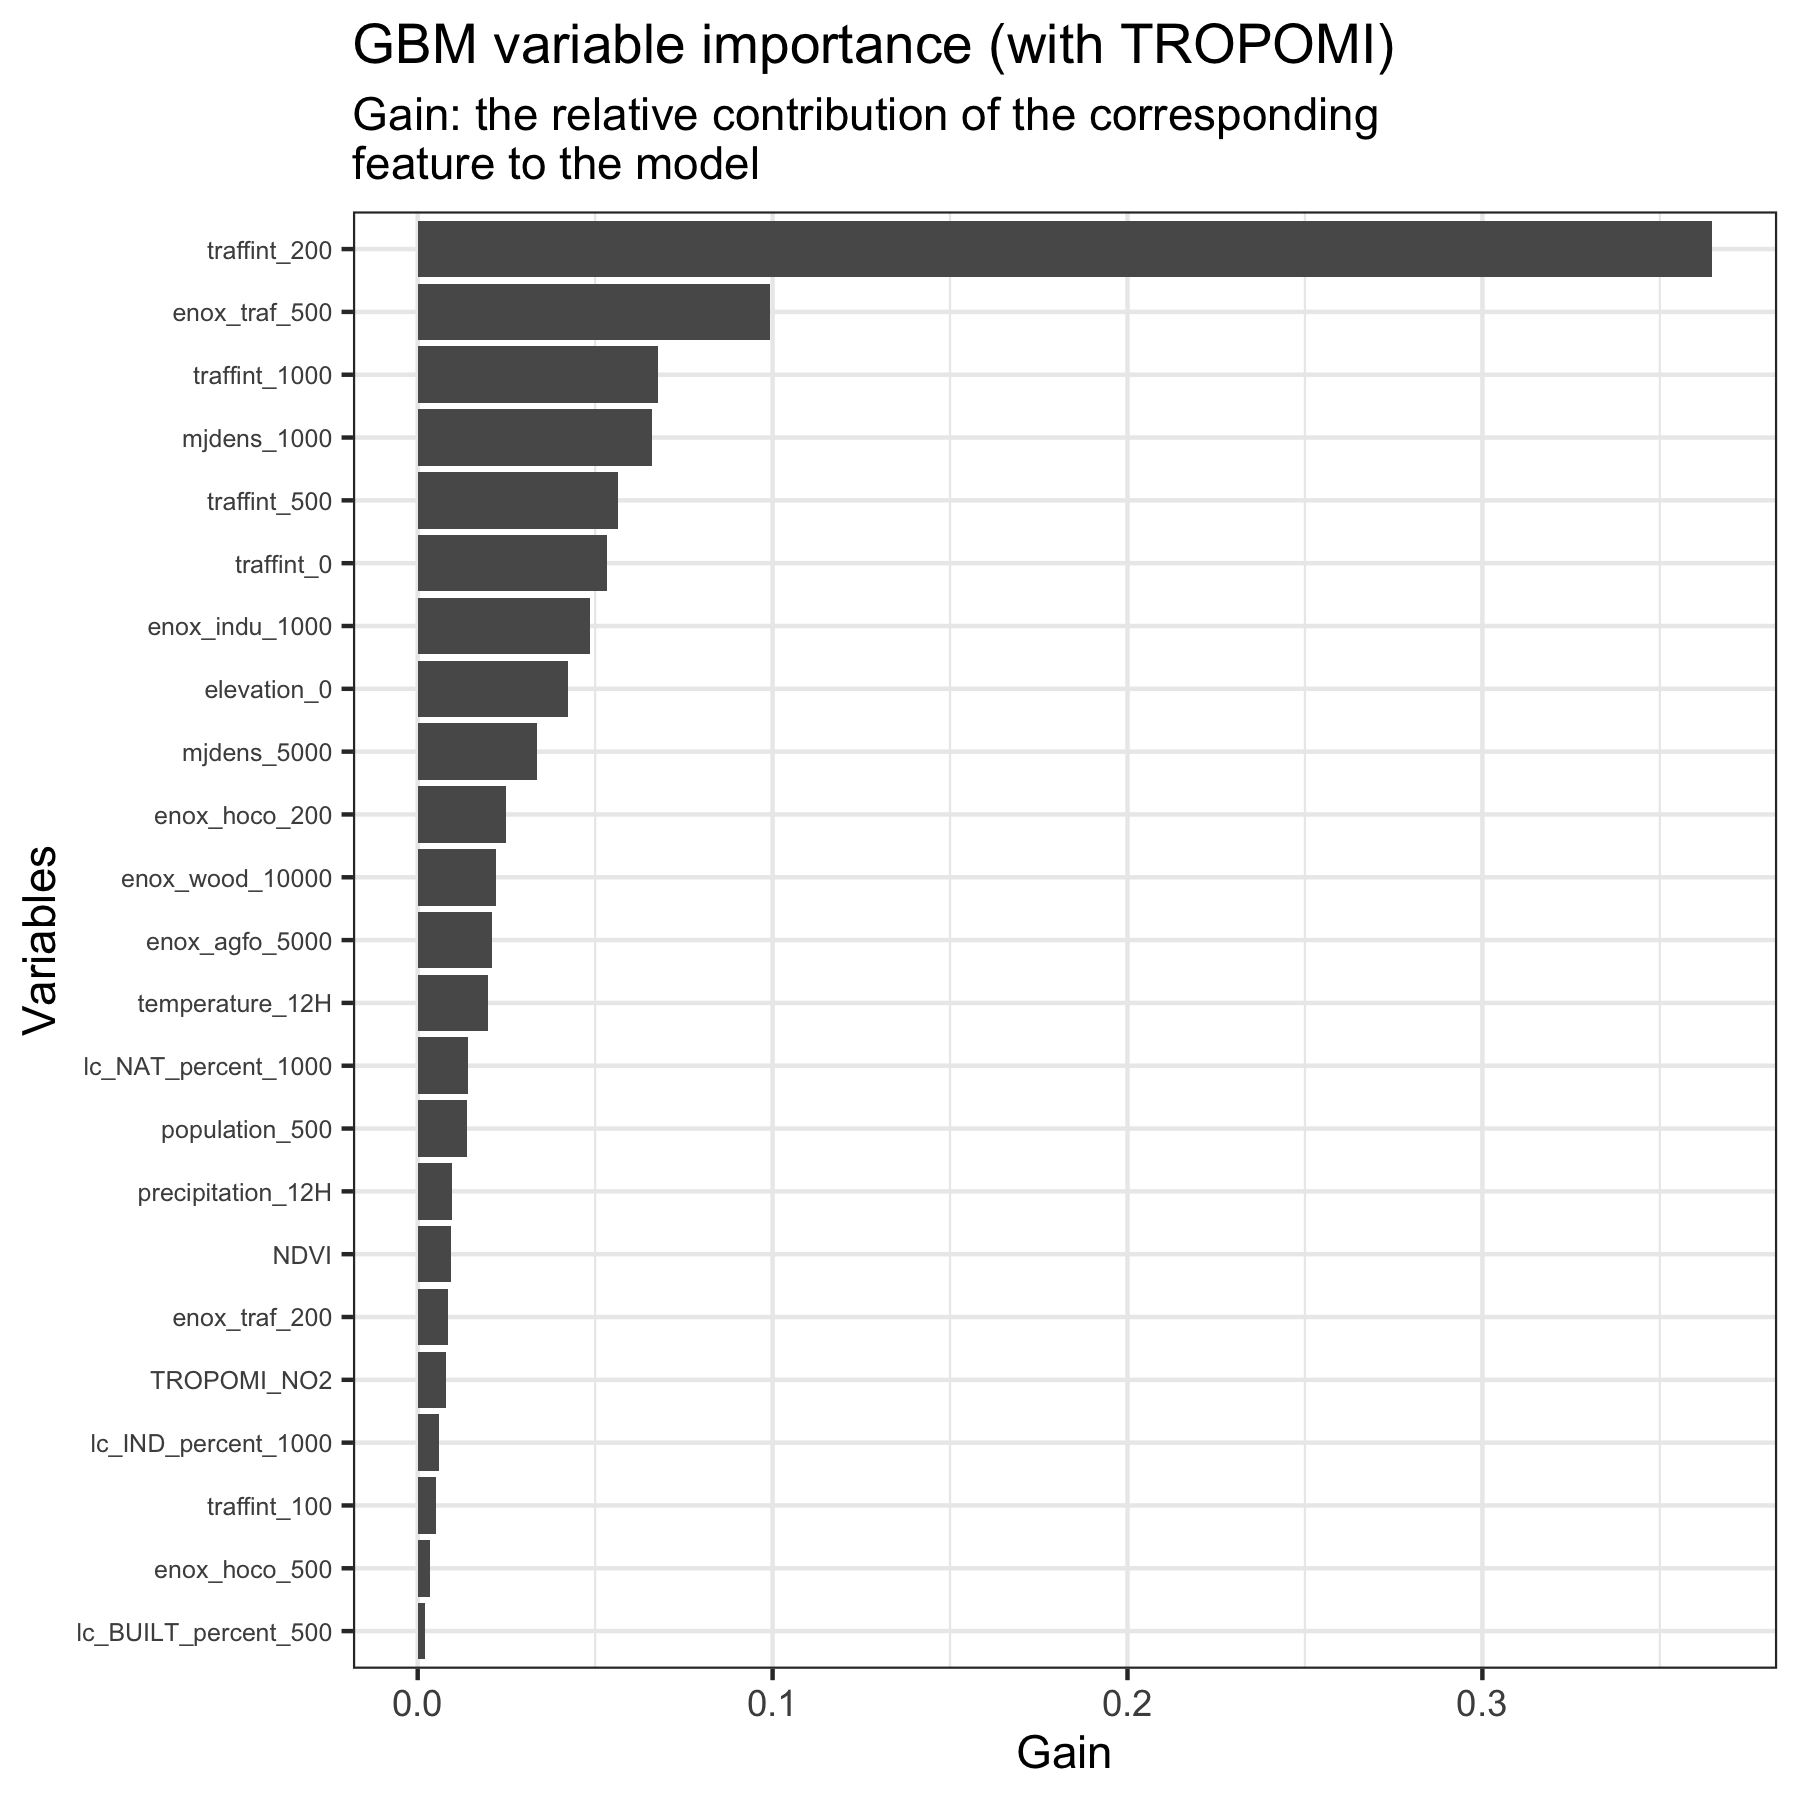 GBM variable importance (with TROPOMI)
Gain: the relative contribution of the corresponding
feature to the model
traffint_200
enox_traf_500
traffint_1000
mjdens_1000
traffint_500
traffint_0
enox_indu_1000
elevation_0
mjdens_5000
enox_hoco_200
enox_wood_10000
enox_agfo_5000
temperature_12H
lc_NAT_percent_1000
population_500
precipitation_12H
NDVI
enox_traf_200
TROPOMI_NO2
lc_IND_percent_1000
traffint_100
enox_hoco_500
lc_BUILT_percent_500
Variables
0.0 0.1 0.2 0.3
Gain